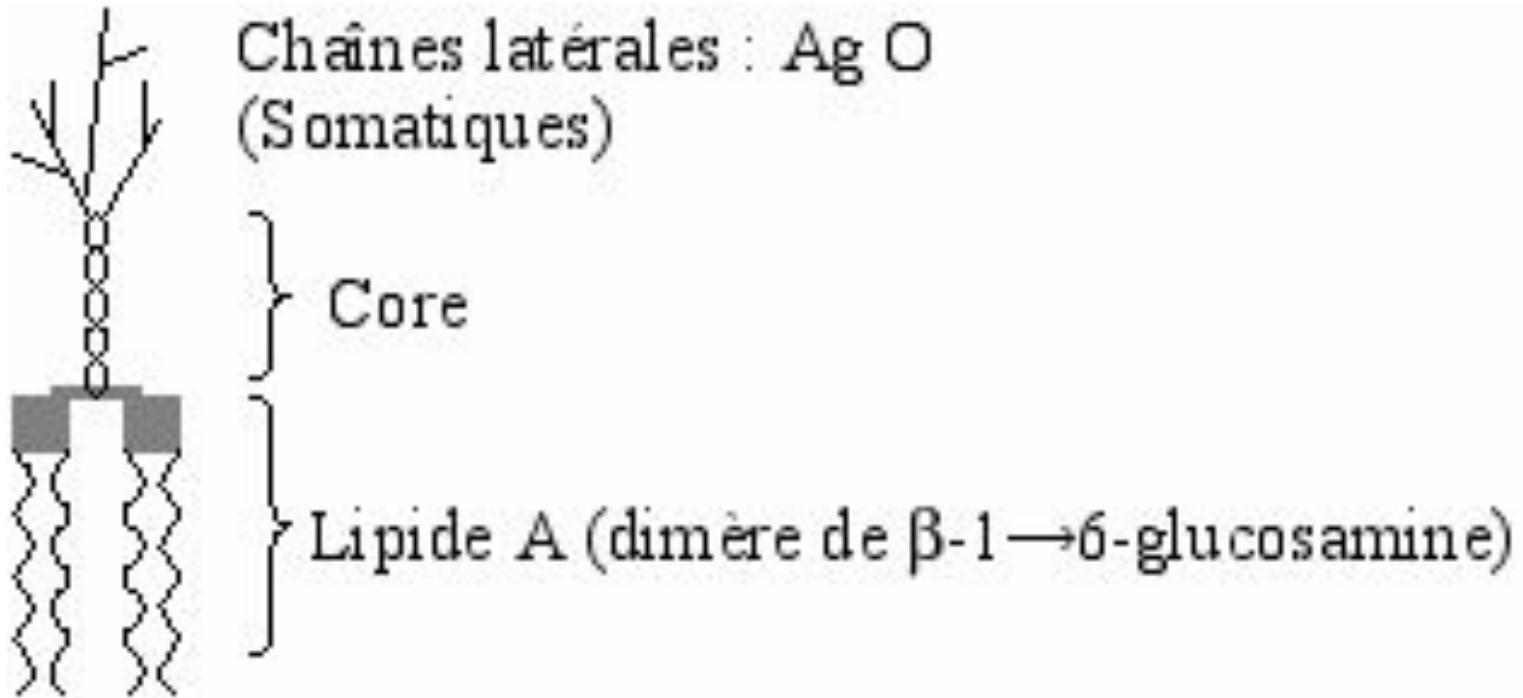 Chaînes latérales : Ag O
(Somatiques)
Core
Lipide A (dimère de β-1→6-glucosamine)